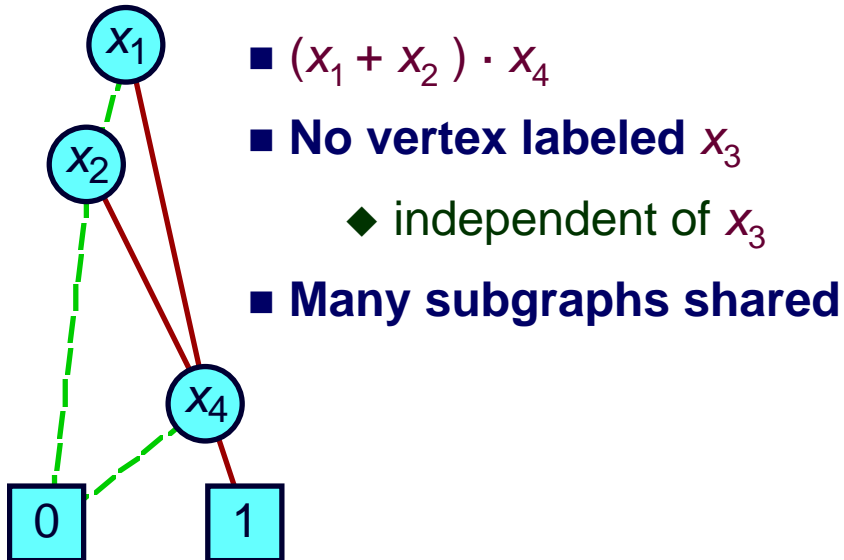 x₁
■ (x₁ + x₂ ) · x₄
x₂
■ No vertex labeled x₃
◆ independent of x₃
■ Many subgraphs shared
x₄
0
1